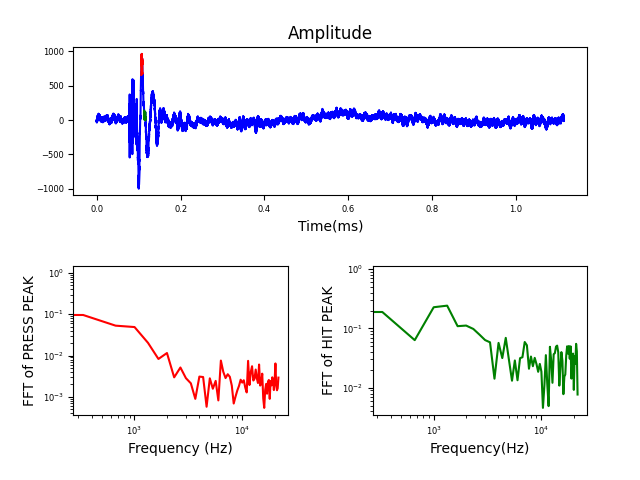 Amplitude
1000
500
0
−500
−1000
0.0 0.2 0.4 0.6 0.8 1.0
Time(ms)
FFT of PRESS PEAK
10⁰
10⁻¹
10⁻²
10⁻³
10³ 10⁴
Frequency (Hz)
FFT of HIT PEAK
10⁰
10⁻¹
10⁻²
10³ 10⁴
Frequency(Hz)